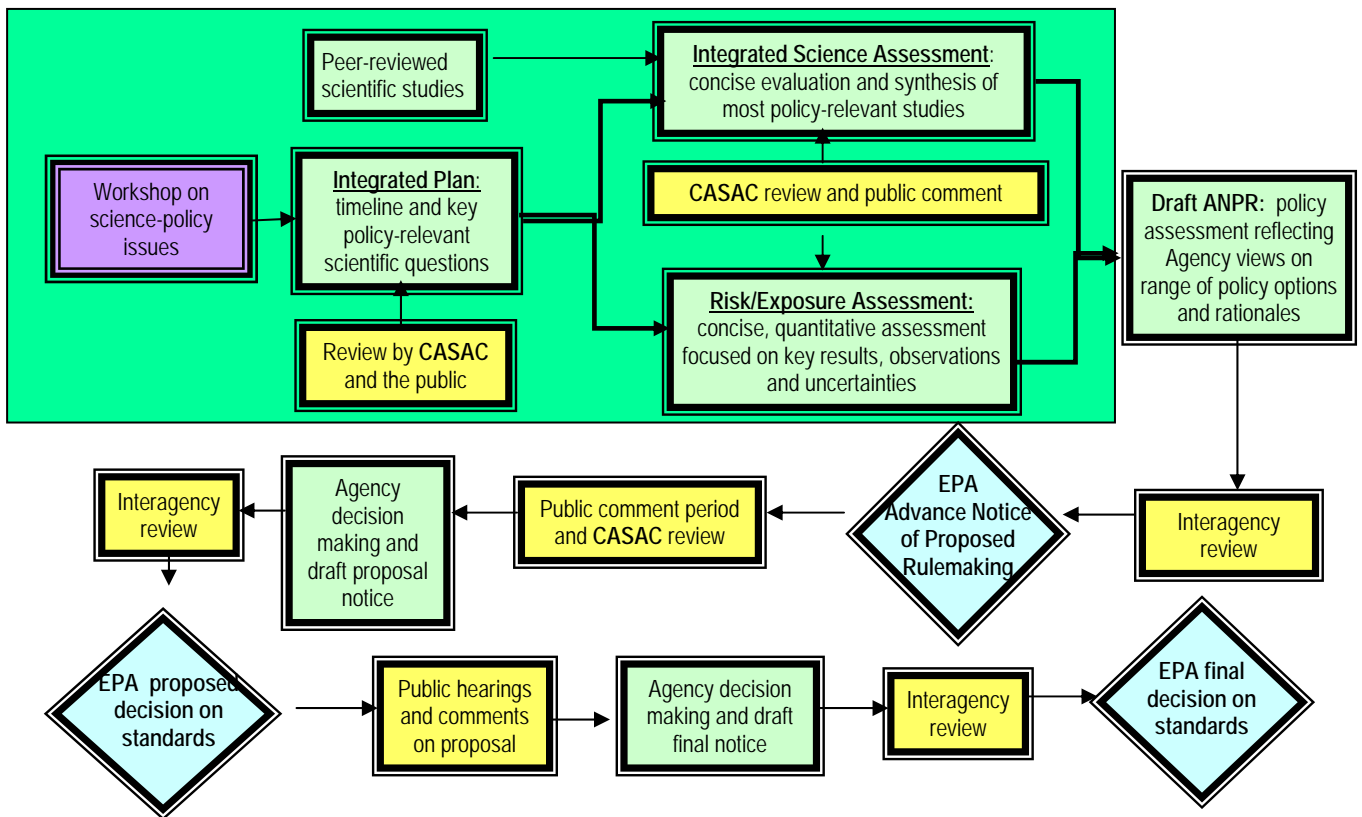 Peer-reviewed
scientific studies
Integrated Science Assessment:
concise evaluation and synthesis of
most policy-relevant studies
Workshop on
science-policy
issues
Integrated Plan:
timeline and key
policy-relevant
scientific questions
CASAC review and public comment
Draft ANPR: policy
assessment reflecting
Agency views on
range of policy options
and rationales
Review by CASAC
and the public
Risk/Exposure Assessment:
concise, quantitative assessment
focused on key results, observations
and uncertainties
Interagency
review
EPA
Advance Notice
of Proposed
Rulemaking
Public comment period
and CASAC review
Agency
decision
making and
draft proposal
notice
Interagency
review
EPA proposed
decision on
standards
Public hearings
and comments
on proposal
Agency decision
making and draft
final notice
Interagency
review
EPA final
decision on
standards